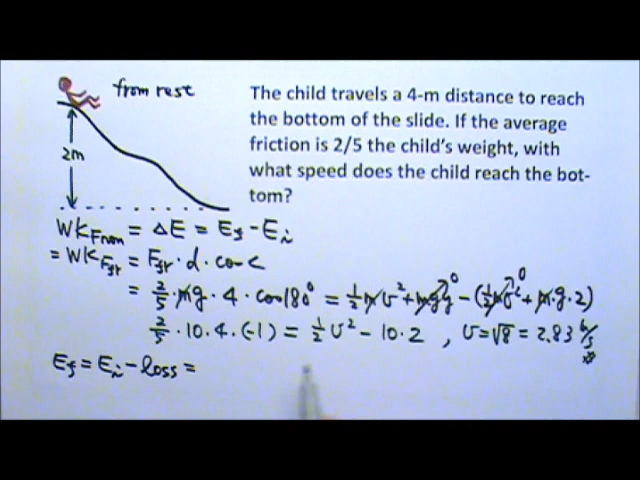 from rest
The child travels a 4-m distance to reach
the bottom of the slide. If the average
friction is 2/5 the child's weight, with
what speed does the child reach the bot-
tom?
2m
WK_Fnon = ΔE = E_f - E_i
= WK_Ffr = F_fr · d · cos C
= 2/5 · mg · 4 · cos 180° = 1/2 m v² + mgy 0 - (1/2 m v² 0 + m·g·2)
2/5 · 10 · 4 · (-1) = 1/2 v² - 10 · 2 , v = √8 = 2.83 m/s
E_f = E_i - loss =